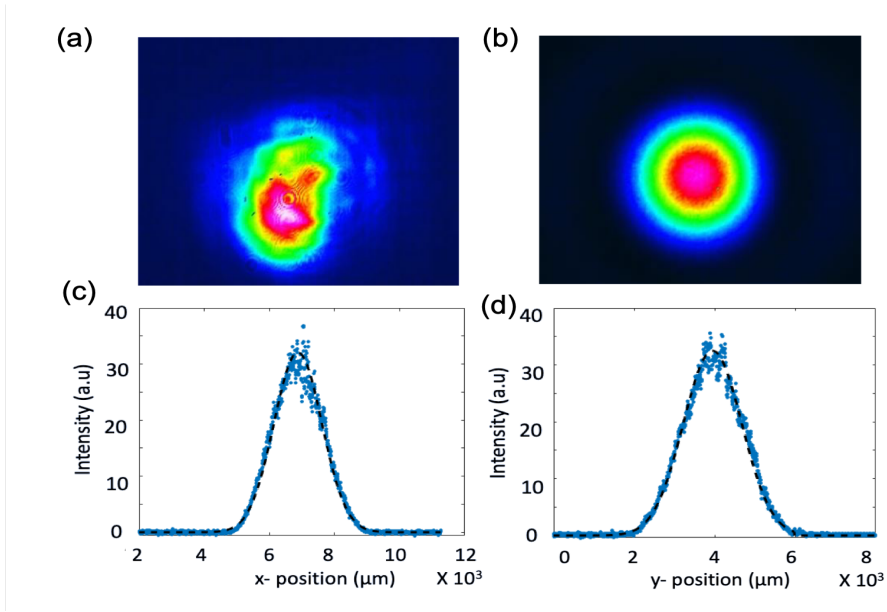 (a)
(b)
(c)
40
30
20
10
0
Intensity (a.u)
2 4 6 8 10 12
x- position (µm) X 10³
(d)
40
30
20
10
0
Intensity (a.u)
0 2 4 6 8
y- position (µm) X 10³